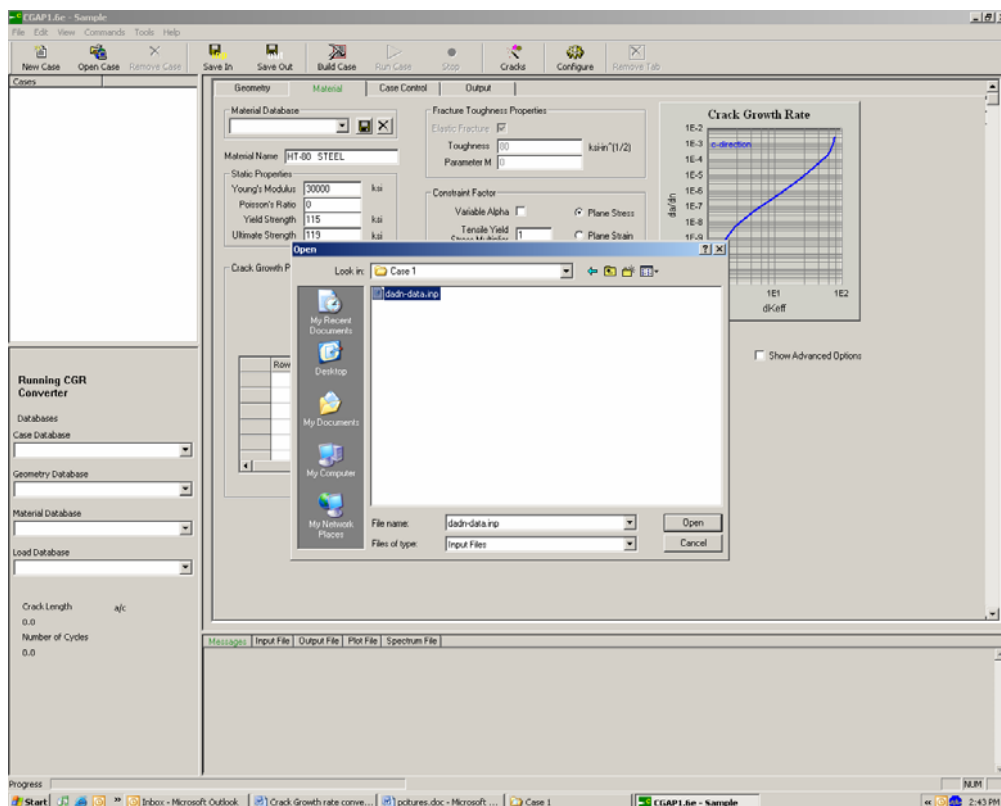 CGAP1.6e - Sample
File Edit View Commands Tools Help
New Case Open Case Remove Case Save In Save Out Build Case Run Case Stop Cracks Configure Remove Tab
Cases
Geometry Material Case Control Output
Material Database
Material Name HT-80 STEEL
Static Properties
Young's Modulus 30000 ksi
Poisson's Ratio 0
Yield Strength 115 ksi
Ultimate Strength 119 ksi
Fracture Toughness Properties
Elastic Fracture
Toughness 80 ksi·in^(1/2)
Parameter M 0
Constraint Factor
Variable Alpha Plane Stress
Tensile Yield
Stress Multiplier 1 Plane Strain
Crack Growth Rate
1E-2
1E-3 c-direction
1E-4
1E-5
1E-6
1E-7
1E-8
1E-9
da/dn
1E1 1E2
dKeff
Show Advanced Options
Crack Growth P
Row
Open
Look in: Case 1
dadn-data.inp
My Recent
Documents
Desktop
My Documents
My Computer
My Network
Places
File name: dadn-data.inp Open
Files of type: Input Files Cancel
Running CGR
Converter
Databases
Case Database
Geometry Database
Material Database
Load Database
Crack Length a/c
0.0
Number of Cycles
0.0
Messages Input File Output File Plot File Spectrum File
Progress NUM
Start Inbox - Microsoft Outlook Crack Growth rate conve... pcitures.doc - Microsoft ... Case 1 CGAP1.6e - Sample 2:43 PM